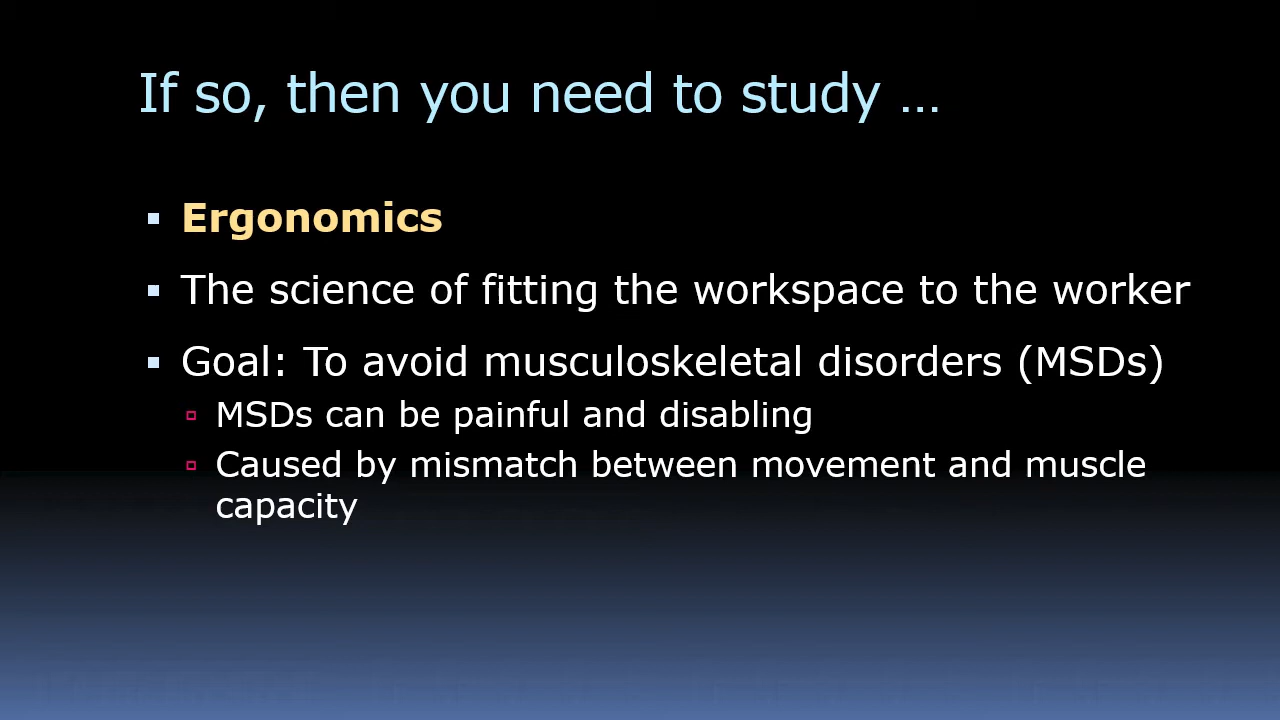 If so, then you need to study …
Ergonomics
The science of fitting the workspace to the worker
Goal: To avoid musculoskeletal disorders (MSDs)
MSDs can be painful and disabling
Caused by mismatch between movement and muscle
capacity